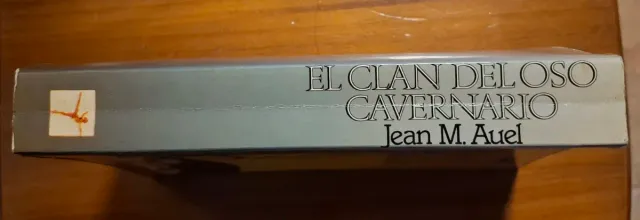 EL CLAN DEL OSO
CAVERNARIO
Jean M. Auel